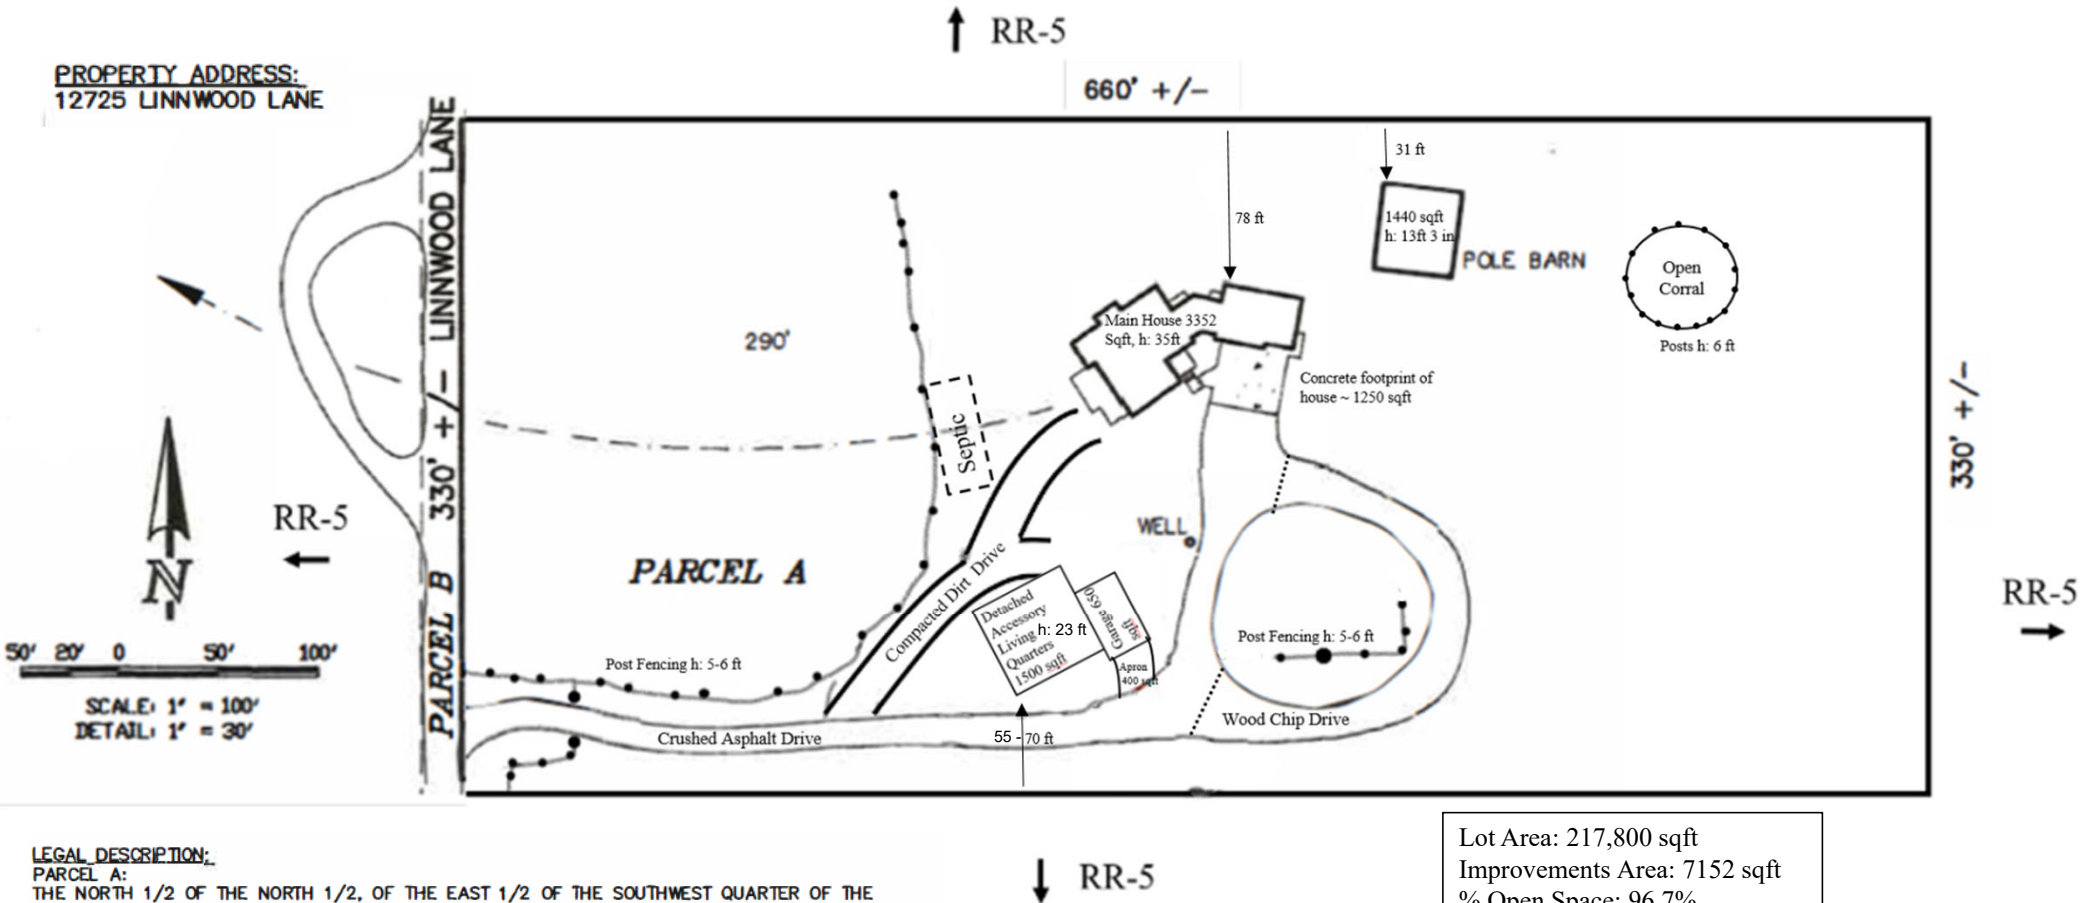 RR-5
660' +/-
PROPERTY ADDRESS:
12725 LINNWOOD LANE
31 ft
78 ft
1440 sqft
h: 13ft 3 in
POLE BARN
Open
Corral
Posts h: 6 ft
Main House 3352
Sqft, h: 35ft
290'
Concrete footprint of
house ~ 1250 sqft
PARCEL B 330' +/- LINNWOOD LANE
330' +/-
Septic
RR-5
WELL
N
PARCEL A
Compacted Dirt Drive
Detached
Accessory
Living
Quarters
1500 sqft
h: 23 ft
Garage 650
sqft
Apron
400 sqft
RR-5
Post Fencing h: 5-6 ft
Post Fencing h: 5-6 ft
50' 20' 0 50' 100'
SCALE: 1" = 100'
DETAIL: 1" = 30'
Wood Chip Drive
Crushed Asphalt Drive
55 - 70 ft
LEGAL DESCRIPTION:
PARCEL A:
THE NORTH 1/2 OF THE NORTH 1/2, OF THE EAST 1/2 OF THE SOUTHWEST QUARTER OF THE
RR-5
Lot Area: 217,800 sqft
Improvements Area: 7152 sqft
% Open Space: 96.7%